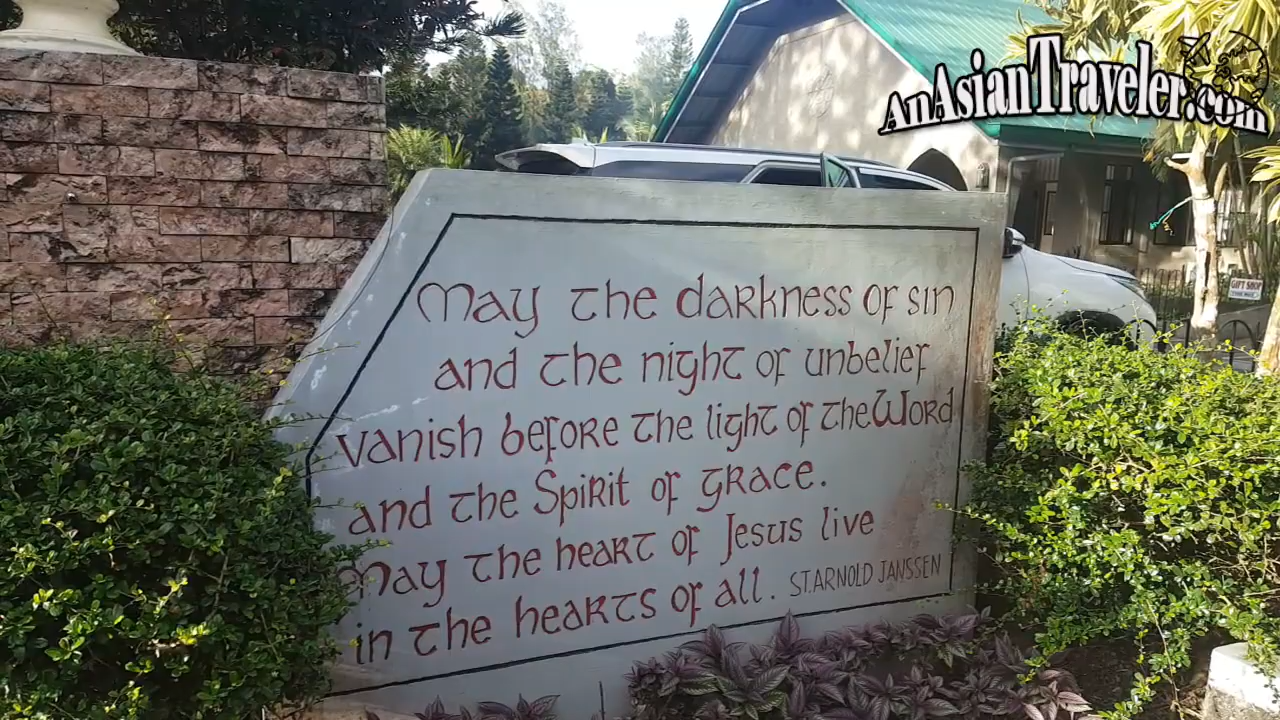 AnAsianTraveler.com
GIFT SHOP
May the darkness of sin
and the night of unbelief
vanish before the light of the Word
and the Spirit of grace.
May the heart of Jesus live
in the hearts of all. ST. ARNOLD JANSSEN